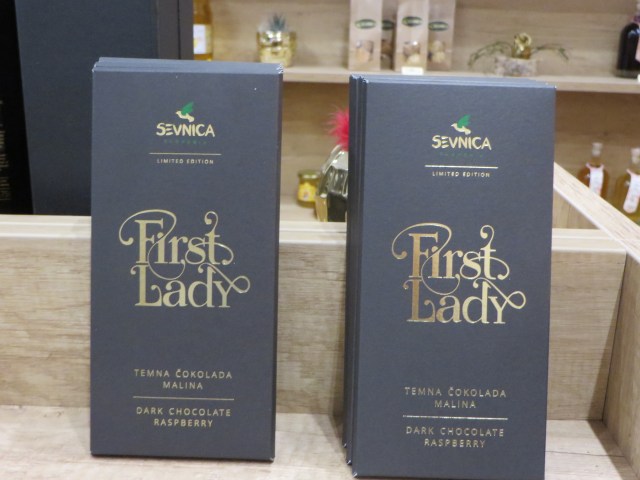 SEVNICA
LIMITED EDITION
First
Lady
TEMNA ČOKOLADA
MALINA
DARK CHOCOLATE
RASPBERRY
SEVNICA
LIMITED EDITION
First
Lady
TEMNA ČOKOLADA
MALINA
DARK CHOCOLATE
RASPBERRY